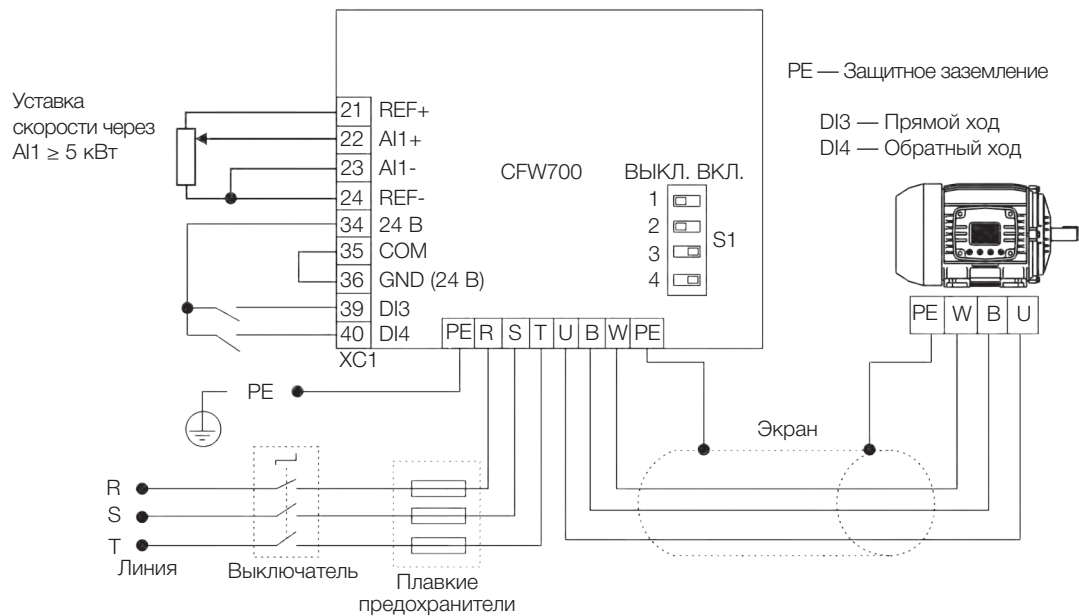 Уставка
скорости через
AI1 ≥ 5 кВт
21 REF+
22 AI1+
23 AI1-
24 REF-
34 24 В
35 COM
36 GND (24 В)
39 DI3
40 DI4
XC1
CFW700
ВЫКЛ. ВКЛ.
1
2
3
4
S1
PE — Защитное заземление
DI3 — Прямой ход
DI4 — Обратный ход
PE R S T U B W PE
PE W B U
PE
Экран
R
S
T
Линия
Выключатель
Плавкие
предохранители